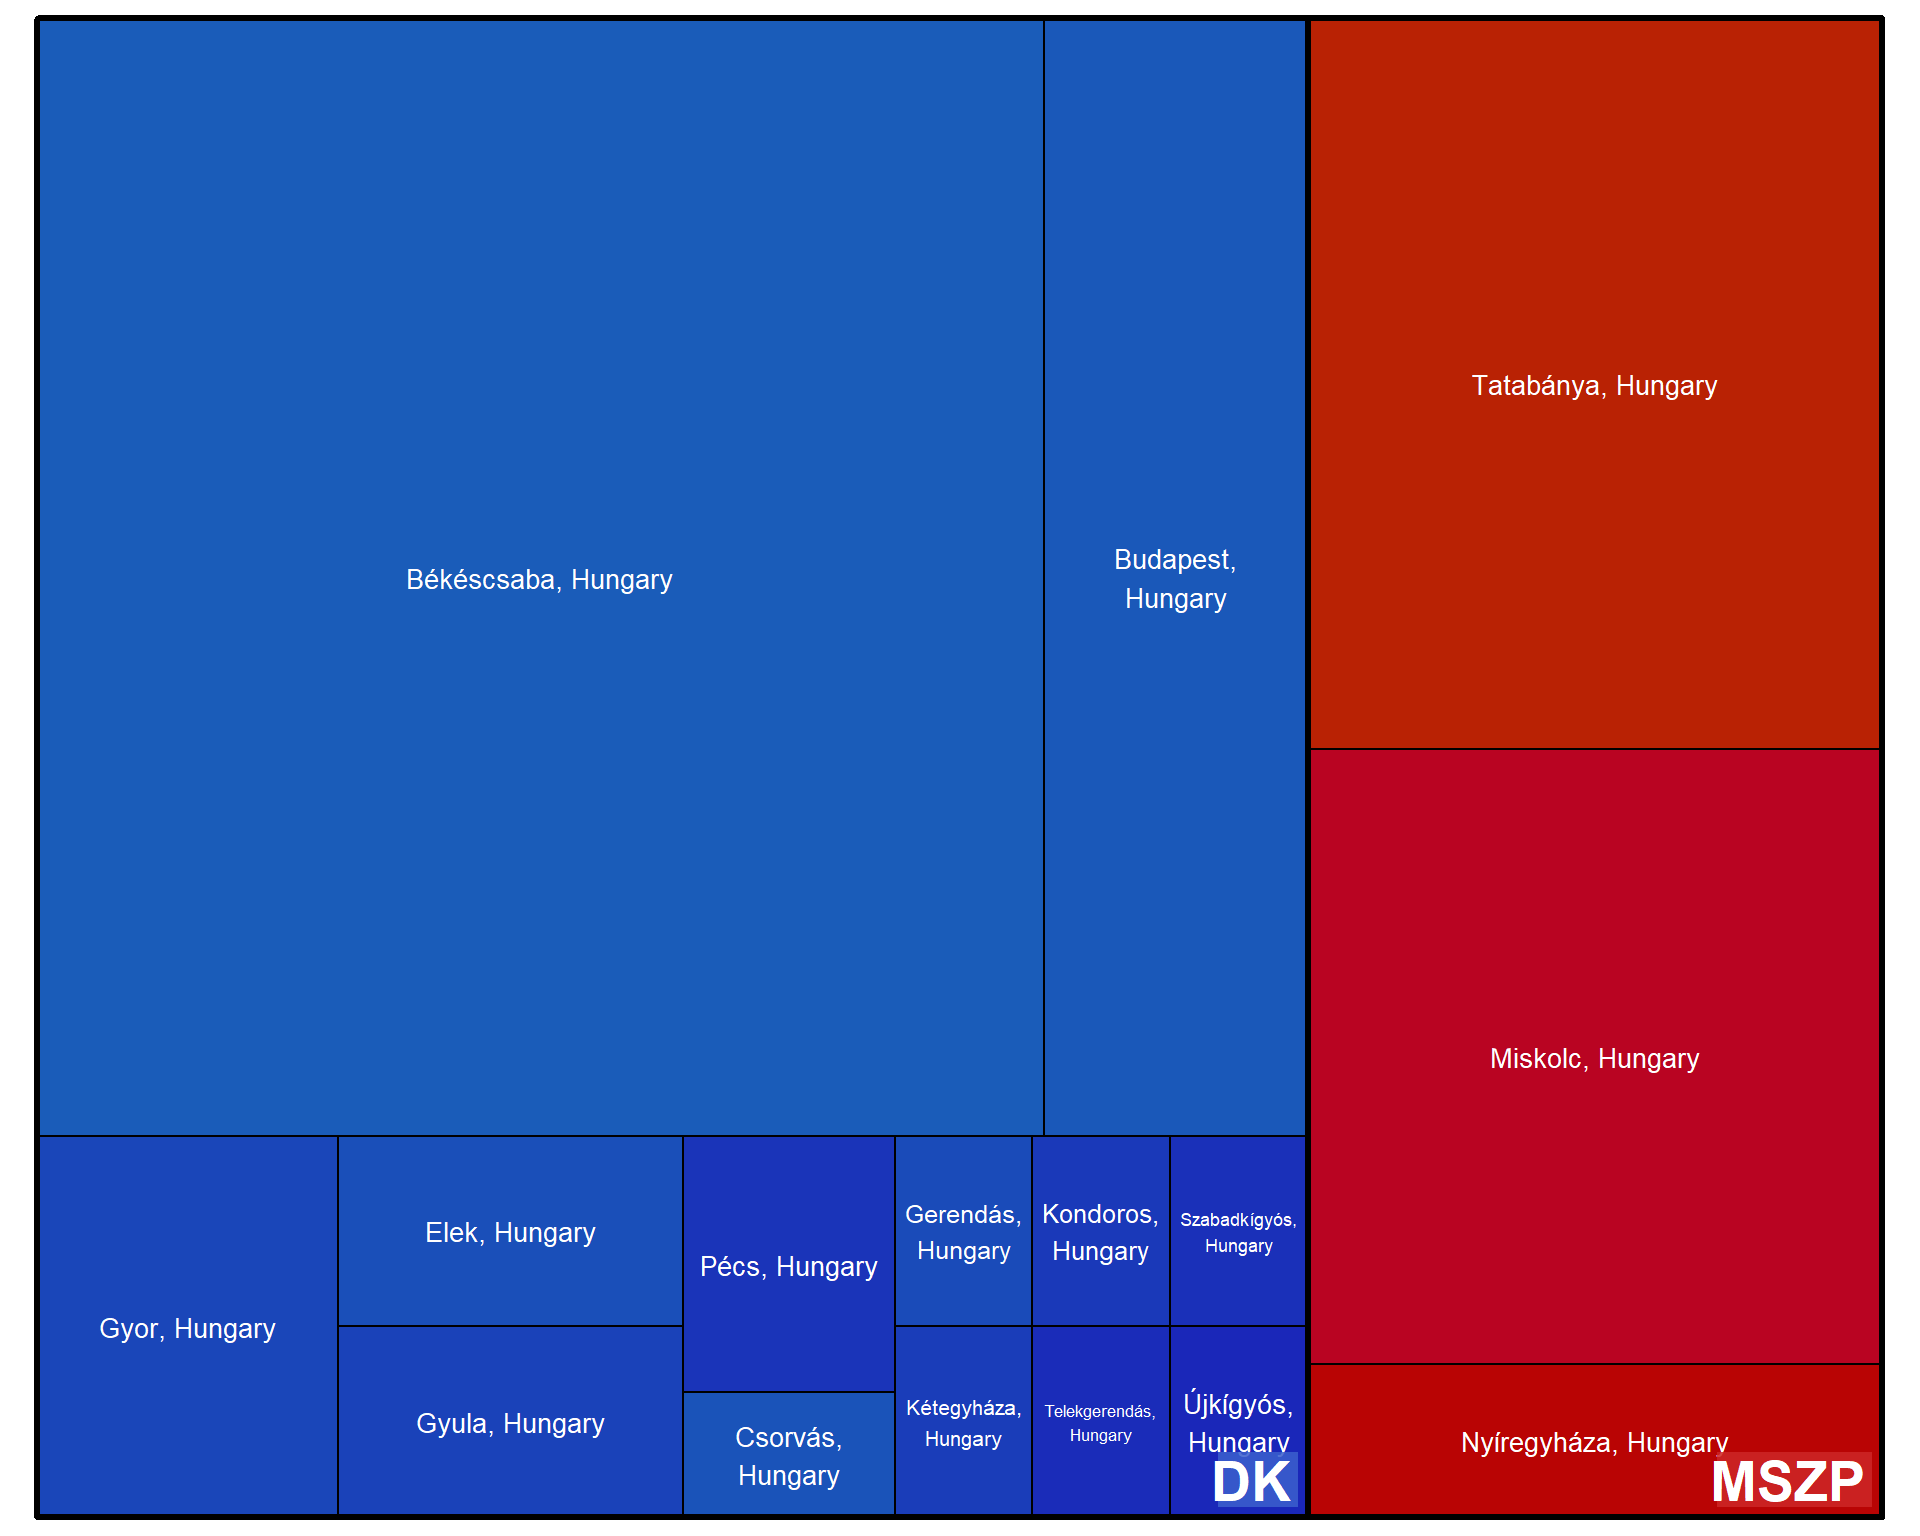 Békéscsaba, Hungary
Budapest,
Hungary
Gyor, Hungary
Elek, Hungary
Gyula, Hungary
Pécs, Hungary
Csorvás,
Hungary
Gerendás,
Hungary
Kondoros,
Hungary
Szabadkígyós,
Hungary
Kétegyháza,
Hungary
Telekgerendás,
Hungary
Újkígyós,
Hungary
DK
Tatabánya, Hungary
Miskolc, Hungary
Nyíregyháza, Hungary
MSZP